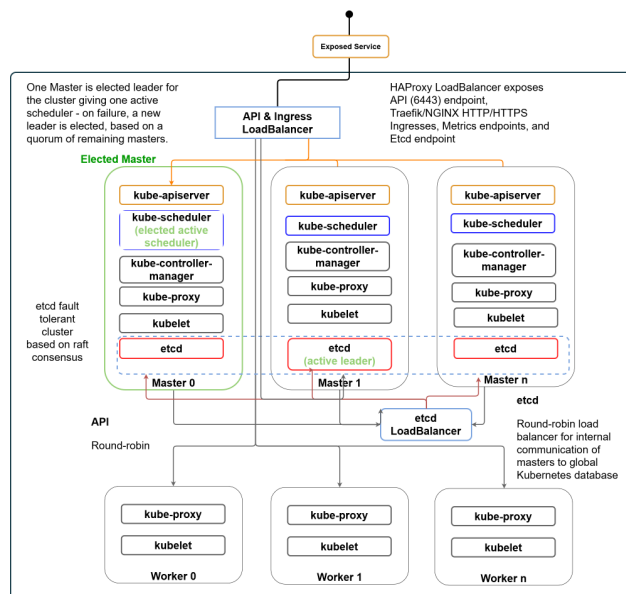 Exposed Service
One Master is elected leader for
the cluster giving one active
scheduler - on failure, a new
leader is elected, based on a
quorum of remaining masters.
API & Ingress
LoadBalancer
HAProxy LoadBalancer exposes
API (6443) endpoint,
Traefik/NGINX HTTP/HTTPS
Ingresses, Metrics endpoints, and
Etcd endpoint
Elected Master
kube-apiserver
kube-scheduler
(elected active
scheduler)
kube-controller-
manager
kube-proxy
kubelet
etcd
Master 0
kube-apiserver
kube-scheduler
kube-controller-
manager
kube-proxy
kubelet
etcd
(active leader)
Master 1
kube-apiserver
kube-scheduler
kube-controller-
manager
kube-proxy
kubelet
etcd
Master n
etcd fault
tolerant
cluster
based on raft
consensus
API
Round-robin
etcd
LoadBalancer
etcd
Round-robin load
balancer for internal
communication of
masters to global
Kubernetes database
kube-proxy
kubelet
Worker 0
kube-proxy
kubelet
Worker 1
kube-proxy
kubelet
Worker n